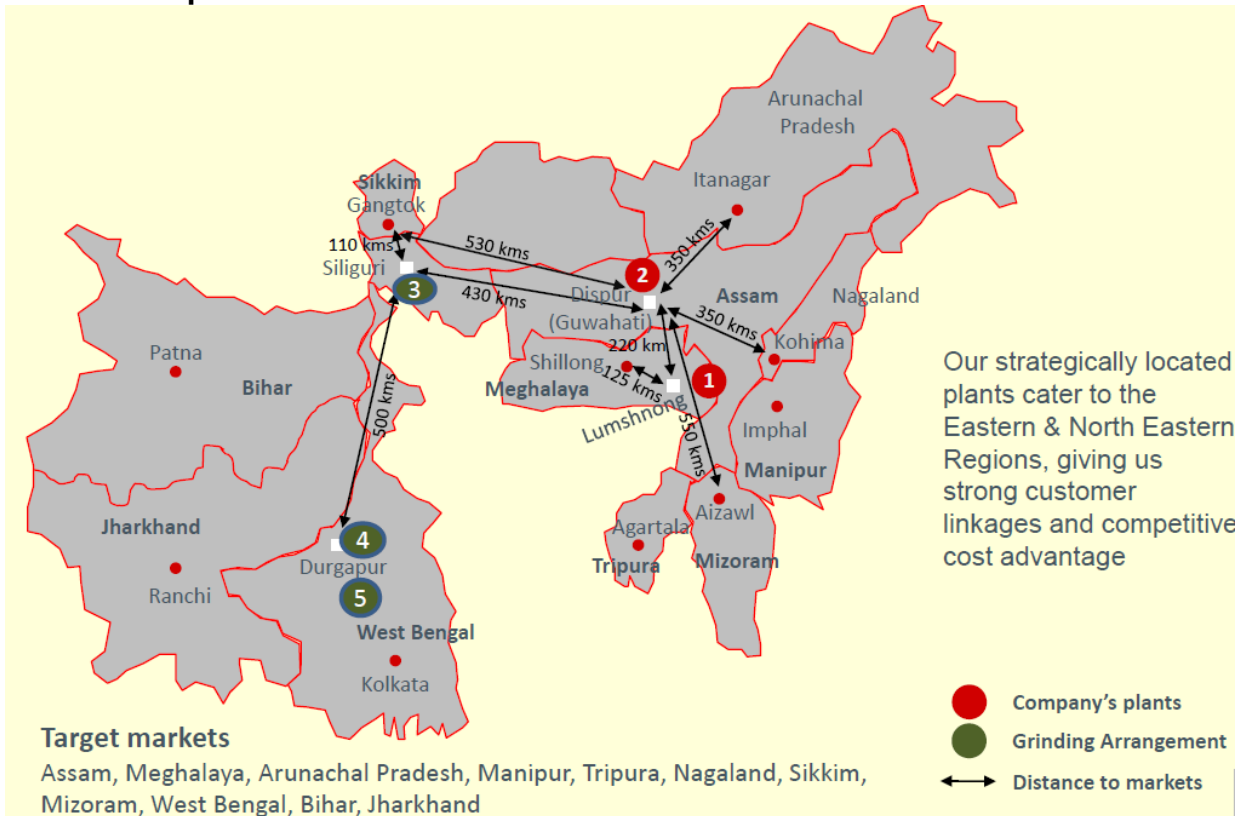 Arunachal
Pradesh
Itanagar
Sikkim
Gangtok
110 kms
Siliguri
530 kms
350 kms
2
3
430 kms
Dispur
(Guwahati)
Assam
Nagaland
350 kms
Kohima
220 km
Shillong
125 kms
1
Meghalaya
Lumshnong
550 kms
Imphal
Manipur
Patna
Bihar
500 kms
Our strategically located
plants cater to the
Eastern & North Eastern
Regions, giving us
strong customer
linkages and competitive
cost advantage
Jharkhand
Ranchi
4
Durgapur
5
West Bengal
Kolkata
Agartala
Tripura
Aizawl
Mizoram
Company's plants
Grinding Arrangement
Distance to markets
Target markets
Assam, Meghalaya, Arunachal Pradesh, Manipur, Tripura, Nagaland, Sikkim,
Mizoram, West Bengal, Bihar, Jharkhand